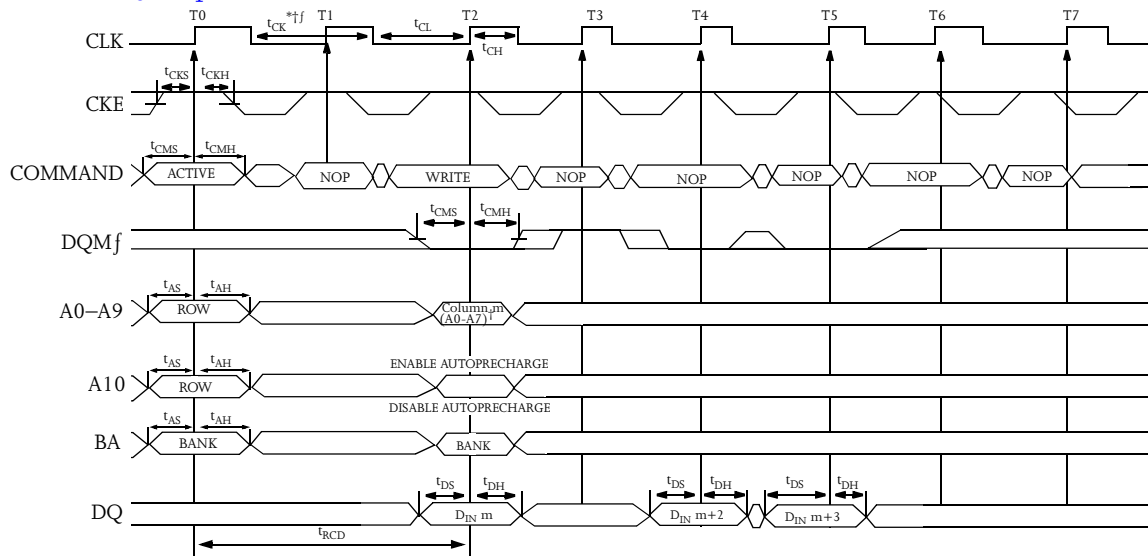 T0 T1 T2 T3 T4 T5 T6 T7
CLK tCK*†ƒ tCL tCH
CKE tCKS tCKH
tCMS tCMH
COMMAND ACTIVE NOP WRITE NOP NOP NOP NOP NOP
tCMS tCMH
DQMƒ
tAS tAH
A0–A9 ROW Column m
(A0-A7)†
tAS tAH ENABLE AUTOPRECHARGE
A10 ROW
DISABLE AUTOPRECHARGE
tAS tAH
BA BANK BANK
tDS tDH tDS tDH tDS tDH
DQ DIN m DIN m+2 DIN m+3
tRCD